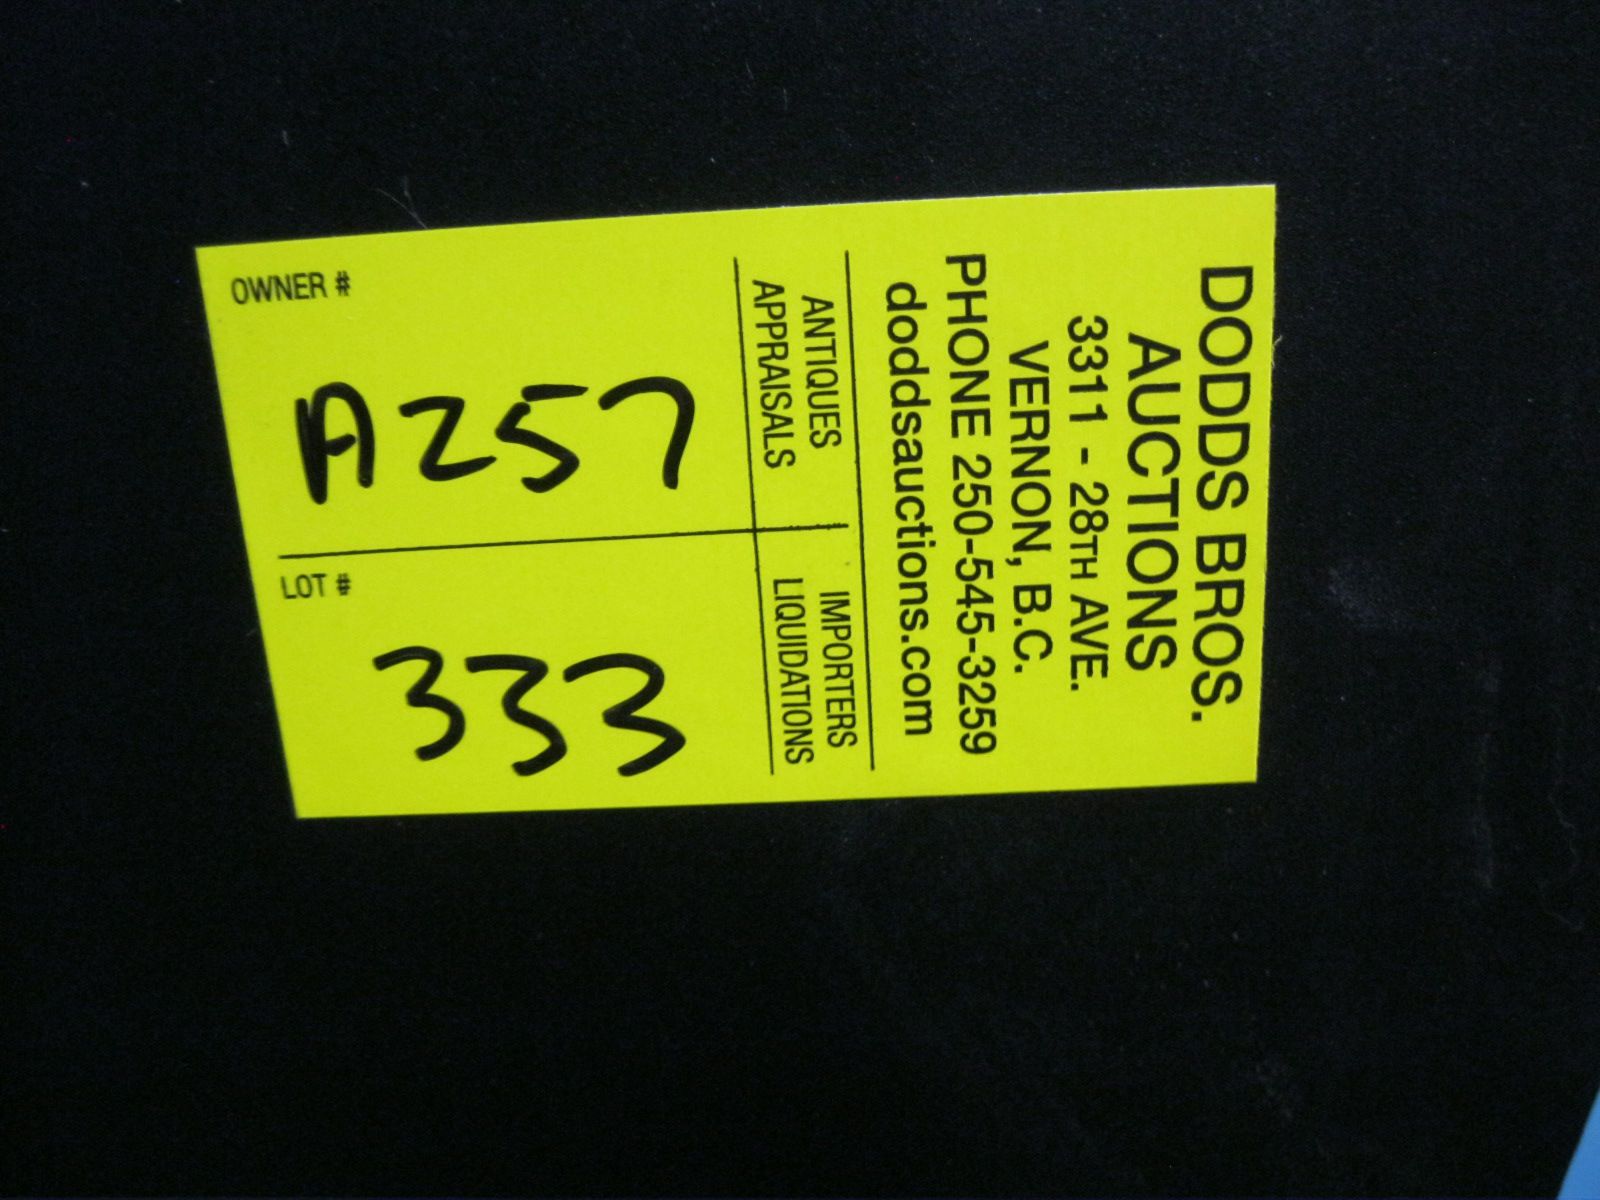 DODDS BROS.
AUCTIONS
3311 - 28TH AVE.
VERNON, B.C.
PHONE 250-545-3259
doddsauctions.com
ANTIQUES
APPRAISALS
IMPORTERS
LIQUIDATIONS
OWNER #
A257
LOT #
333